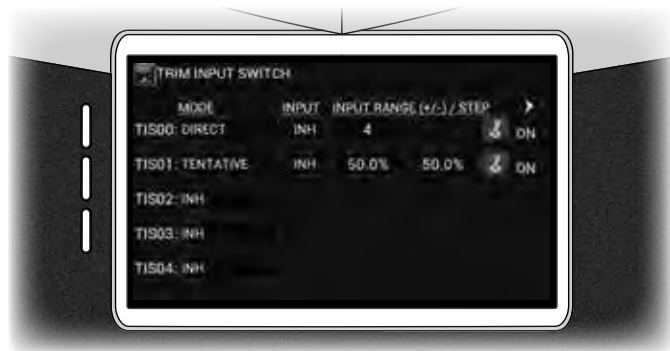 TRIM INPUT SWITCH
MODE INPUT INPUT RANGE (+/-) / STEP
TIS00: DIRECT INH 4 ON
TIS01: TENTATIVE INH 50.0% 50.0% ON
TIS02: INH
TIS03: INH
TIS04: INH